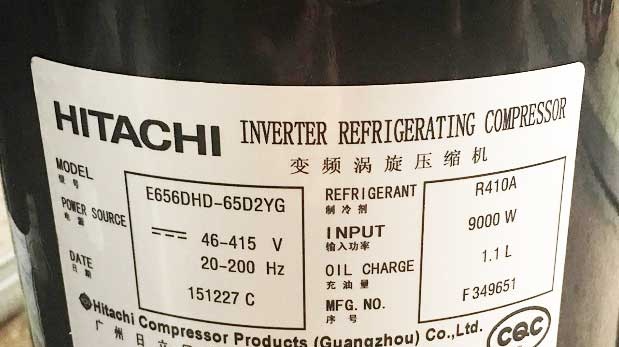 HITACHI INVERTER REFRIGERATING COMPRESSOR
变频涡旋压缩机
MODEL E656DHD-65D2YG
型号
POWER SOURCE 46-415 V
电源 20-200 Hz
DATE 151227 C
日期
REFRIGERANT R410A
制冷剂
INPUT 9000 W
输入功率
OIL CHARGE 1.1 L
充油量
MFG. NO. F349651
序号
Hitachi Compressor Products (Guangzhou) Co.,Ltd.
广州日立
CQC